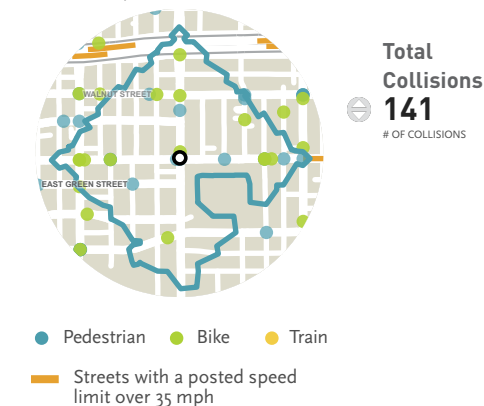 WALNUT STREET
EAST GREEN STREET
Total
Collisions
141
# OF COLLISIONS
Pedestrian
Bike
Train
Streets with a posted speed
limit over 35 mph